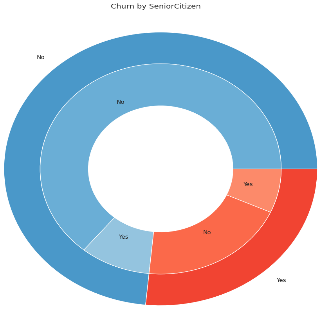 Churn by SeniorCitizen
No
No
Yes
No
Yes
Yes